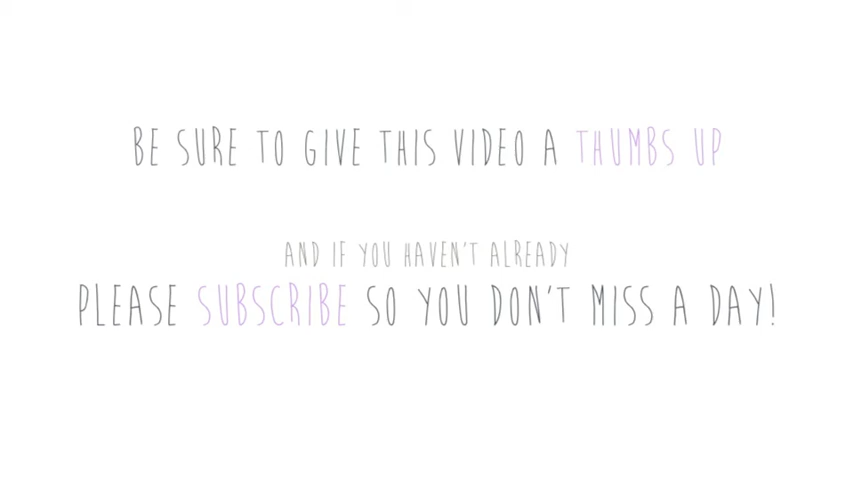 BE SURE TO GIVE THIS VIDEO A THUMBS UP
AND IF YOU HAVEN'T ALREADY
PLEASE SUBSCRIBE SO YOU DON'T MISS A DAY!